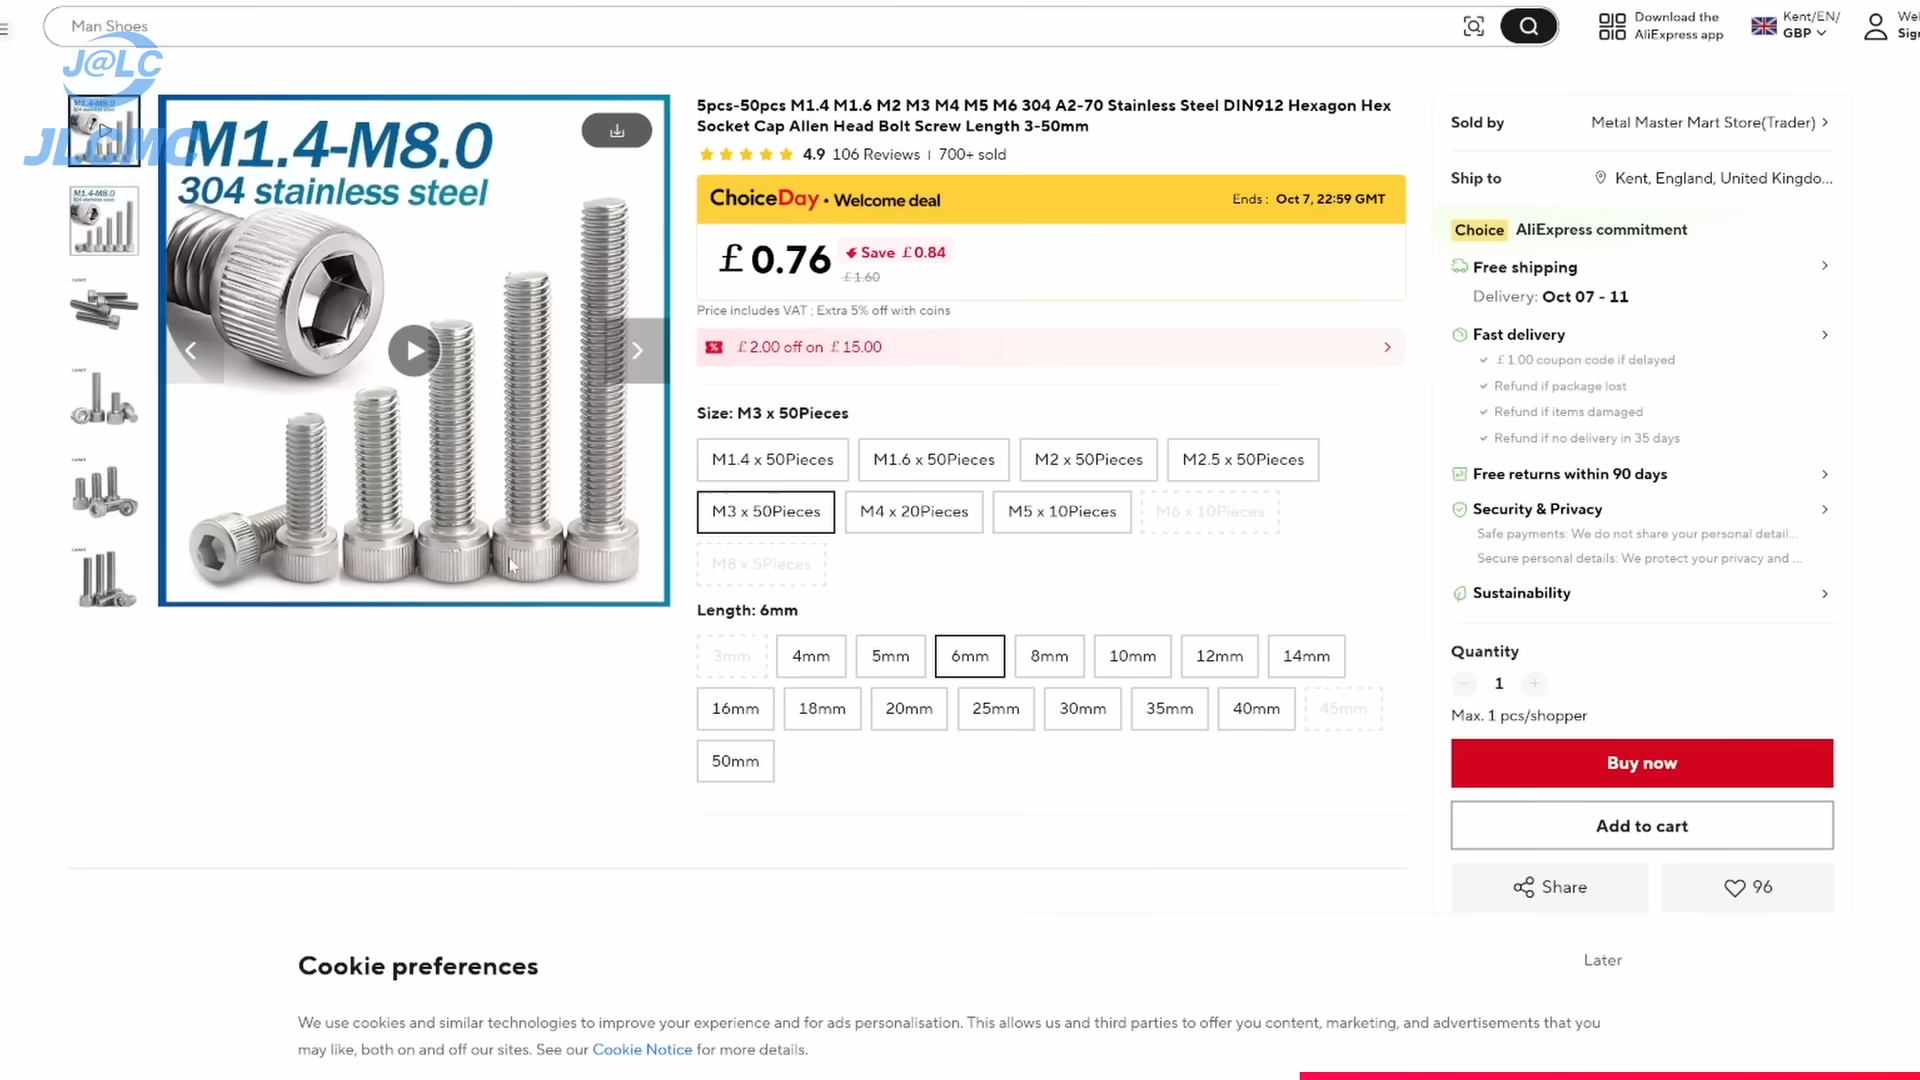 Man Shoes
Download the
AliExpress app
Kent/EN/
GBP
J@LC
JLCMC
M1.4-M8.0
304 stainless steel
M1.4-M8.0
5pcs-50pcs M1.4 M1.6 M2 M3 M4 M5 M6 304 A2-70 Stainless Steel DIN912 Hexagon Hex
Socket Cap Allen Head Bolt Screw Length 3-50mm
4.9 106 Reviews | 700+ sold
ChoiceDay · Welcome deal
Ends : Oct 7, 22:59 GMT
£0.76
Save £0.84
£1.60
Price includes VAT ; Extra 5% off with coins
£2.00 off on £15.00
Size: M3 x 50Pieces
M1.4 x 50Pieces M1.6 x 50Pieces M2 x 50Pieces M2.5 x 50Pieces
M3 x 50Pieces M4 x 20Pieces M5 x 10Pieces M6 x 10Pieces
M8 x 5Pieces
Length: 6mm
3mm 4mm 5mm 6mm 8mm 10mm 12mm 14mm
16mm 18mm 20mm 25mm 30mm 35mm 40mm 45mm
50mm
Sold by Metal Master Mart Store(Trader)
Ship to Kent, England, United Kingdo...
Choice AliExpress commitment
Free shipping
Delivery: Oct 07 - 11
Fast delivery
£1.00 coupon code if delayed
Refund if package lost
Refund if items damaged
Refund if no delivery in 35 days
Free returns within 90 days
Security & Privacy
Safe payments: We do not share your personal detail...
Secure personal details: We protect your privacy and ...
Sustainability
Quantity
1
Max. 1 pcs/shopper
Buy now
Add to cart
Share
96
Cookie preferences
Later
We use cookies and similar technologies to improve your experience and for ads personalisation. This allows us and third parties to offer you content, marketing, and advertisements that you
may like, both on and off our sites. See our Cookie Notice for more details.